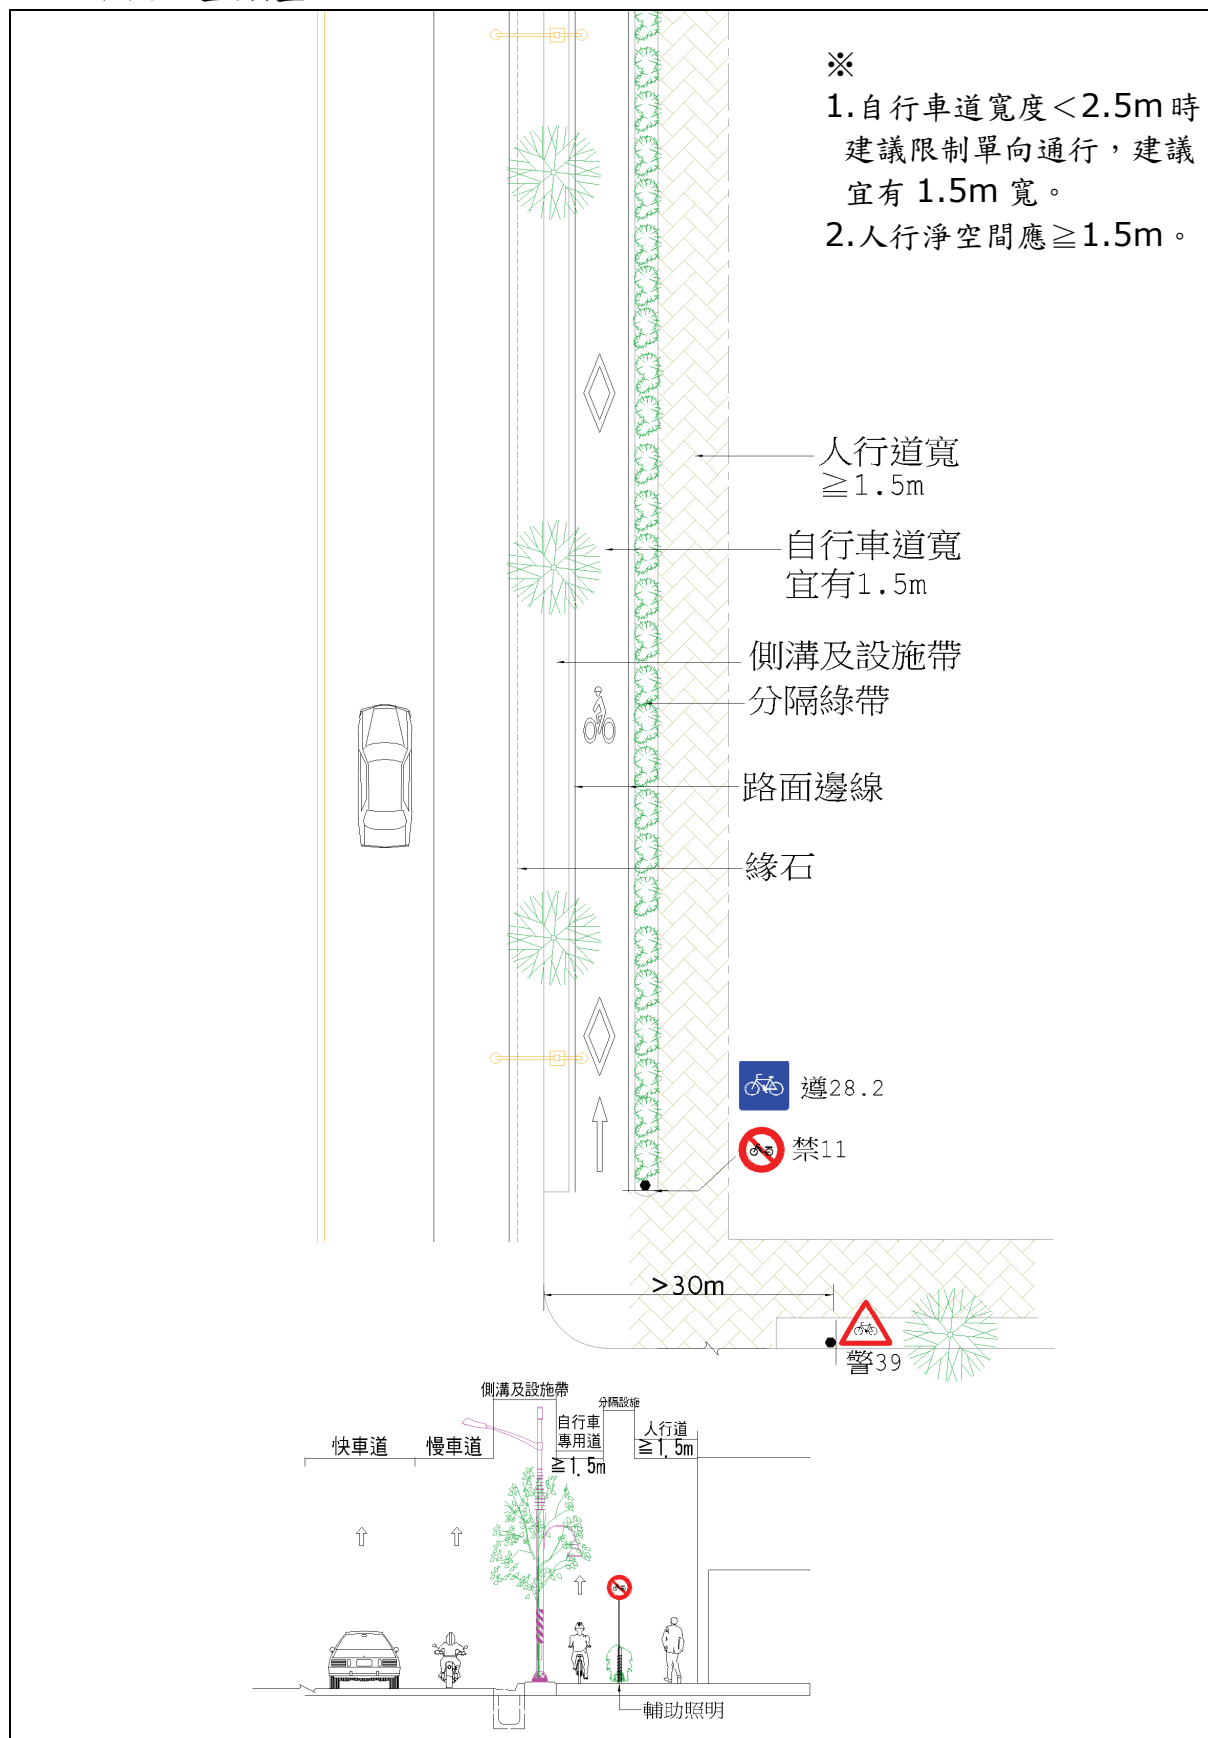 ※
1.自行車道寬度＜2.5m 時
建議限制單向通行，建議
宜有 1.5m 寬。
2.人行淨空間應≧1.5m。
人行道寬
≧1.5m
自行車道寬
宜有1.5m
側溝及設施帶
分隔綠帶
路面邊線
緣石
遵28.2
禁11
>30m
警39
側溝及設施帶
分隔設施
自行車
專用道
≧1.5m
人行道
≧1.5m
快車道
慢車道
輔助照明